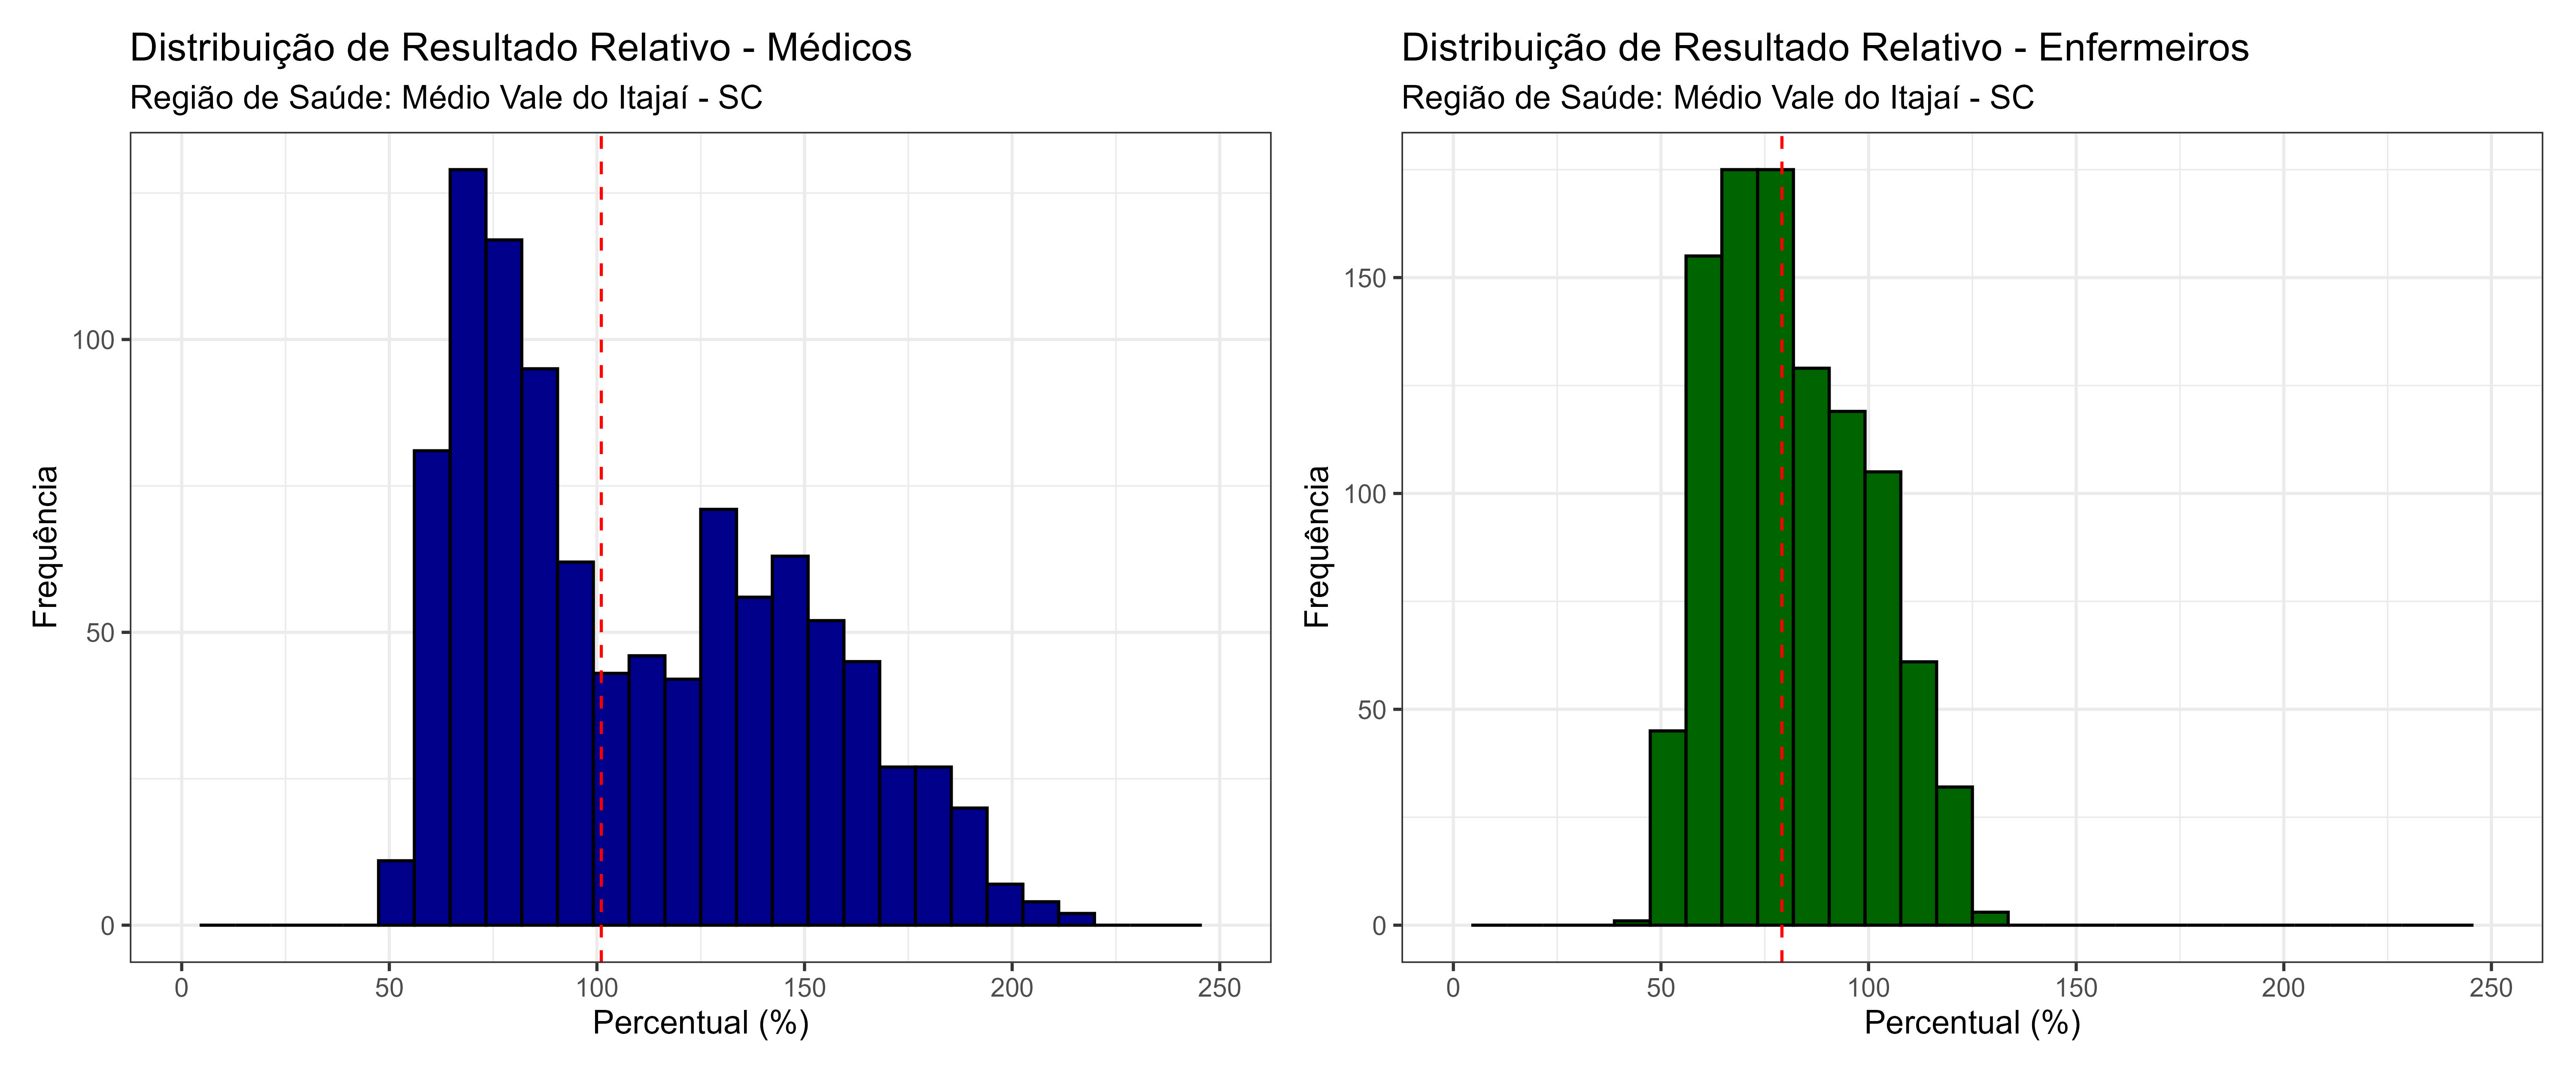 Distribuição de Resultado Relativo - Médicos
Região de Saúde: Médio Vale do Itajaí - SC
Frequência
100
50
0
0 50 100 150 200 250
Percentual (%)
Distribuição de Resultado Relativo - Enfermeiros
Região de Saúde: Médio Vale do Itajaí - SC
Frequência
150
100
50
0
0 50 100 150 200 250
Percentual (%)